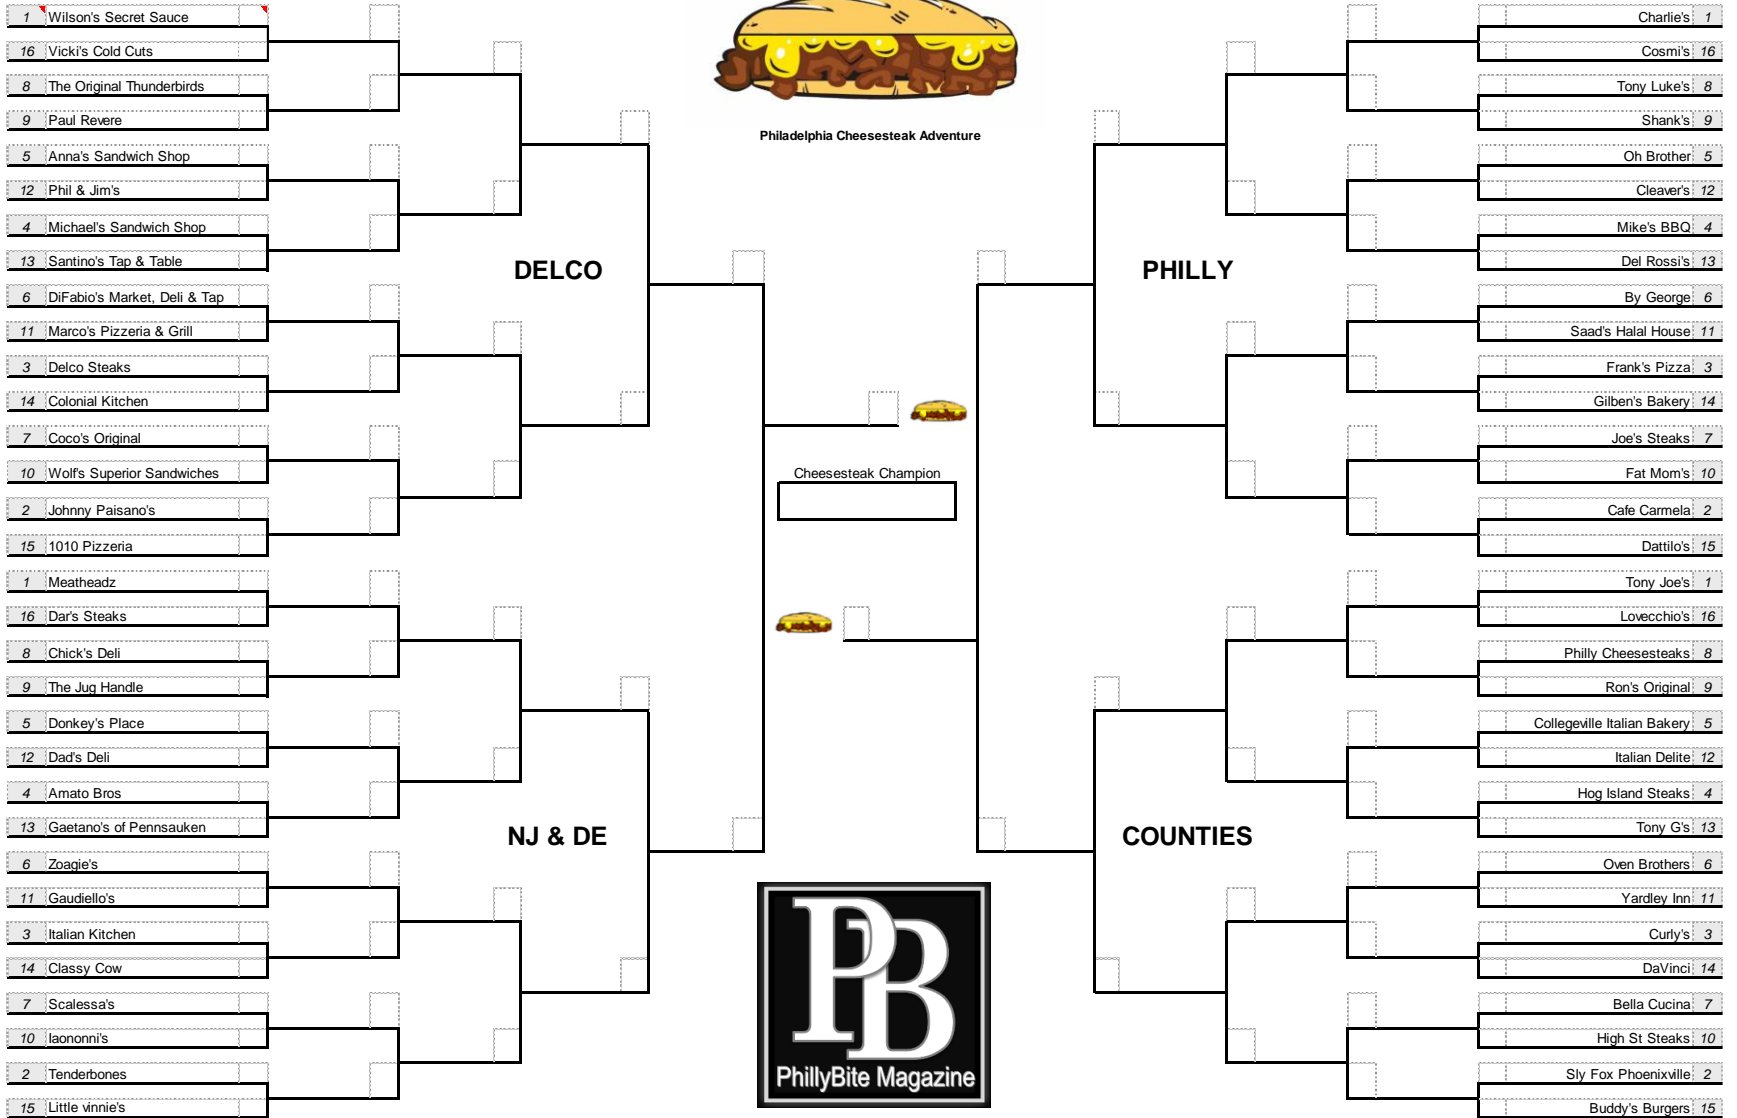 Philadelphia Cheesesteak Adventure
DELCO
1 Wilson's Secret Sauce
16 Vicki's Cold Cuts
8 The Original Thunderbirds
9 Paul Revere
5 Anna's Sandwich Shop
12 Phil & Jim's
4 Michael's Sandwich Shop
13 Santino's Tap & Table
6 DiFabio's Market, Deli & Tap
11 Marco's Pizzeria & Grill
3 Delco Steaks
14 Colonial Kitchen
7 Coco's Original
10 Wolf's Superior Sandwiches
2 Johnny Paisano's
15 1010 Pizzeria
NJ & DE
1 Meatheadz
16 Dar's Steaks
8 Chick's Deli
9 The Jug Handle
5 Donkey's Place
12 Dad's Deli
4 Amato Bros
13 Gaetano's of Pennsauken
6 Zoagie's
11 Gaudiello's
3 Italian Kitchen
14 Classy Cow
7 Scalessa's
10 Iaononni's
2 Tenderbones
15 Little vinnie's
Cheesesteak Champion
PHILLY
Charlie's 1
Cosmi's 16
Tony Luke's 8
Shank's 9
Oh Brother 5
Cleaver's 12
Mike's BBQ 4
Del Rossi's 13
By George 6
Saad's Halal House 11
Frank's Pizza 3
Gilben's Bakery 14
Joe's Steaks 7
Fat Mom's 10
Cafe Carmela 2
Dattilo's 15
COUNTIES
Tony Joe's 1
Lovecchio's 16
Philly Cheesesteaks 8
Ron's Original 9
Collegeville Italian Bakery 5
Italian Delite 12
Hog Island Steaks 4
Tony G's 13
Oven Brothers 6
Yardley Inn 11
Curly's 3
DaVinci 14
Bella Cucina 7
High St Steaks 10
Sly Fox Phoenixville 2
Buddy's Burgers 15
PB
PhillyBite Magazine